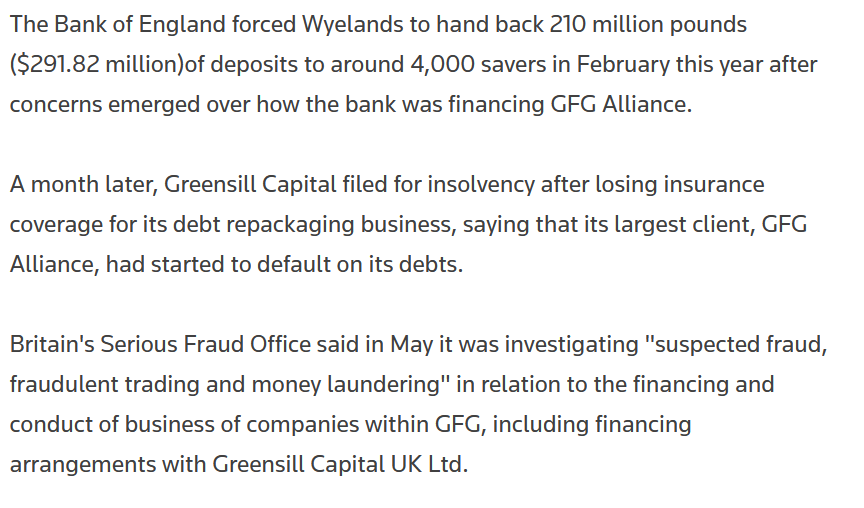 The Bank of England forced Wyelands to hand back 210 million pounds
($291.82 million)of deposits to around 4,000 savers in February this year after
concerns emerged over how the bank was financing GFG Alliance.
A month later, Greensill Capital filed for insolvency after losing insurance
coverage for its debt repackaging business, saying that its largest client, GFG
Alliance, had started to default on its debts.
Britain's Serious Fraud Office said in May it was investigating "suspected fraud,
fraudulent trading and money laundering" in relation to the financing and
conduct of business of companies within GFG, including financing
arrangements with Greensill Capital UK Ltd.